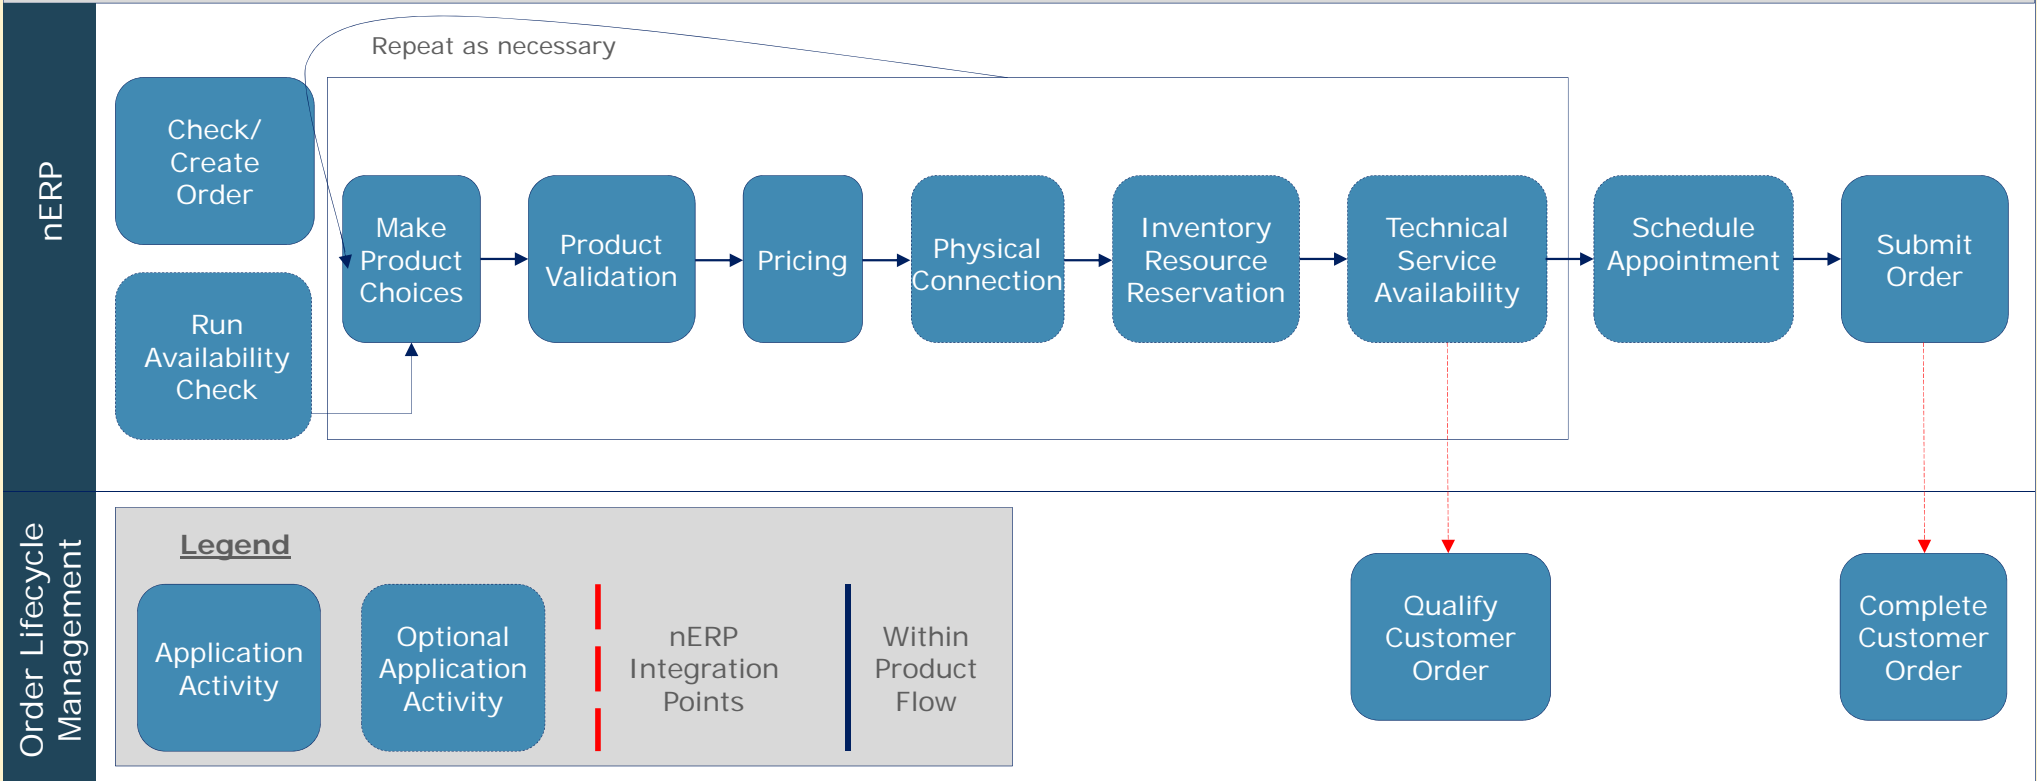 nERP
Repeat as necessary
Check/
Create
Order
Run
Availability
Check
Make
Product
Choices
Product
Validation
Pricing
Physical
Connection
Inventory
Resource
Reservation
Technical
Service
Availability
Schedule
Appointment
Submit
Order
Order Lifecycle
Management
Legend
Application
Activity
Optional
Application
Activity
nERP
Integration
Points
Within
Product
Flow
Qualify
Customer
Order
Complete
Customer
Order